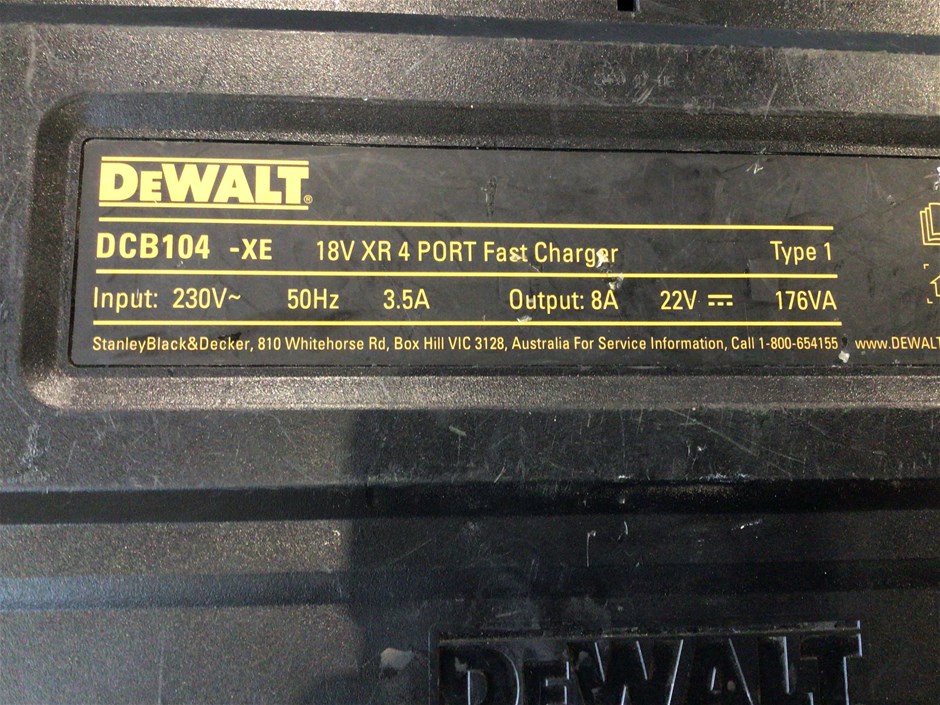 DEWALT®
DCB104 -XE 18V XR 4 PORT Fast Charger Type 1
Input: 230V~ 50Hz 3.5A Output: 8A 22V ⎓ 176VA
StanleyBlack&Decker, 810 Whitehorse Rd, Box Hill VIC 3128, Australia For Service Information, Call 1-800-654155 www.DEWALT
DEWALT